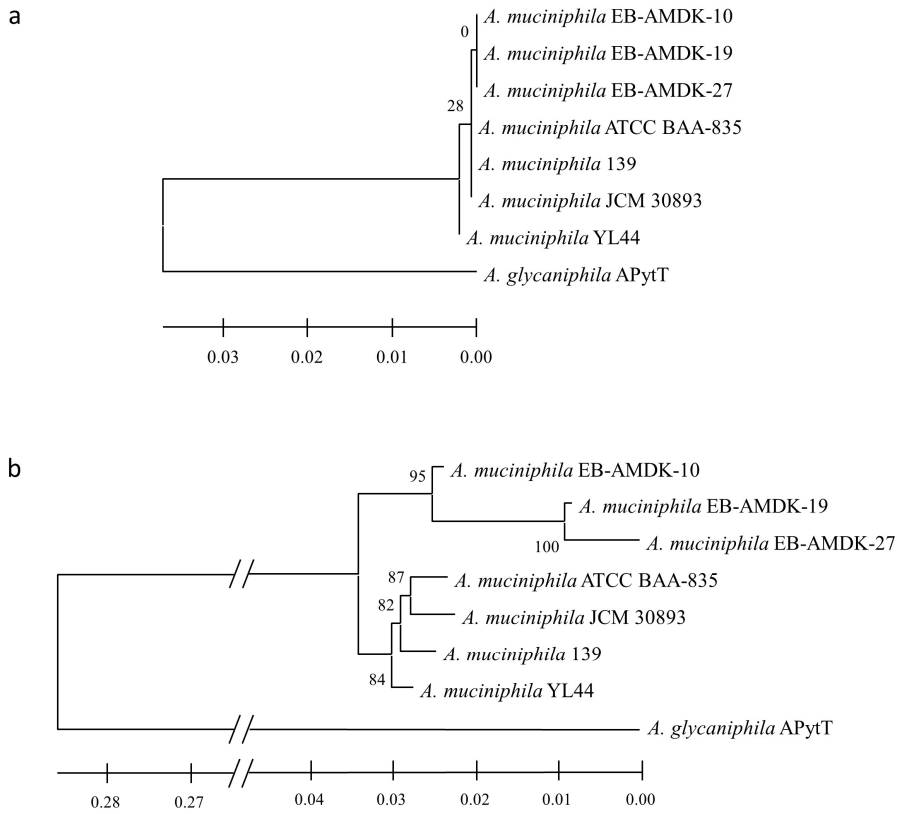 a
A. muciniphila EB-AMDK-10
0
A. muciniphila EB-AMDK-19
A. muciniphila EB-AMDK-27
28
A. muciniphila ATCC BAA-835
A. muciniphila 139
A. muciniphila JCM 30893
A. muciniphila YL44
A. glycaniphila APytT
0.03 0.02 0.01 0.00
b
95
A. muciniphila EB-AMDK-10
A. muciniphila EB-AMDK-19
100
A. muciniphila EB-AMDK-27
87
A. muciniphila ATCC BAA-835
82
A. muciniphila JCM 30893
A. muciniphila 139
84
A. muciniphila YL44
A. glycaniphila APytT
0.28 0.27 0.04 0.03 0.02 0.01 0.00